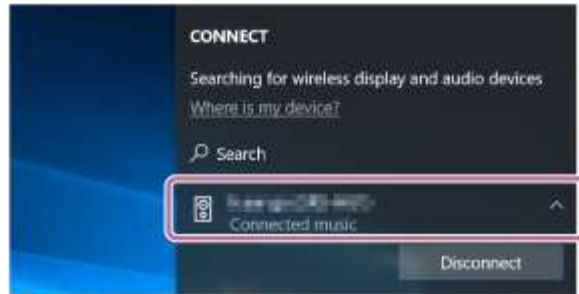 CONNECT
Searching for wireless display and audio devices
Where is my device?
Search
Connected music
Disconnect